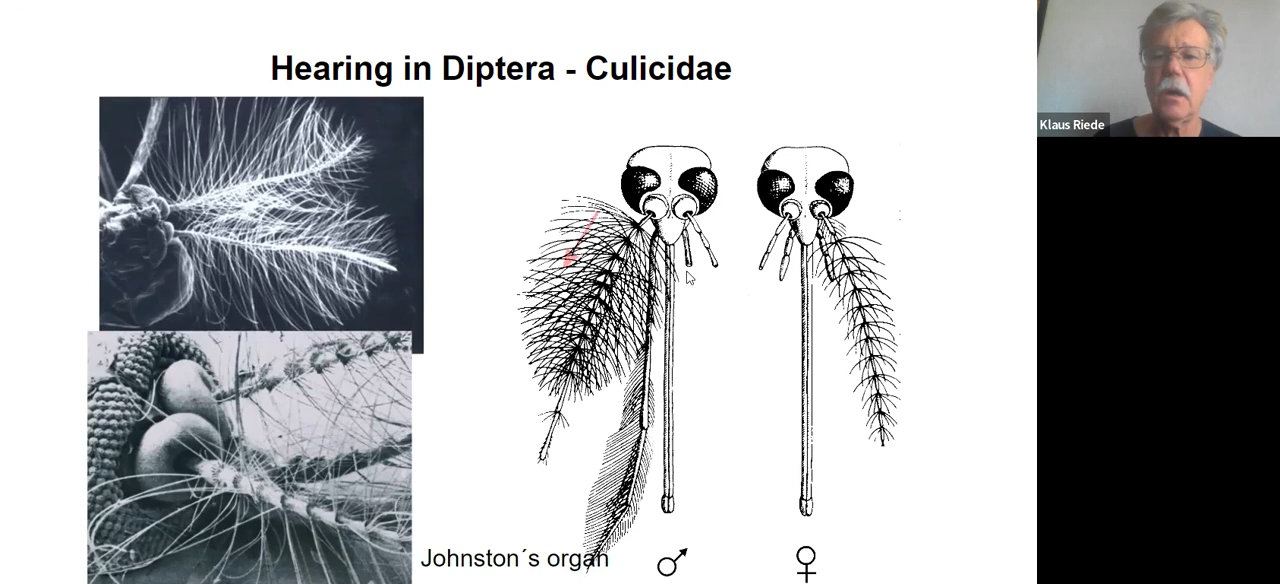 Hearing in Diptera - Culicidae
Klaus Riede
Johnston´s organ
♂
♀